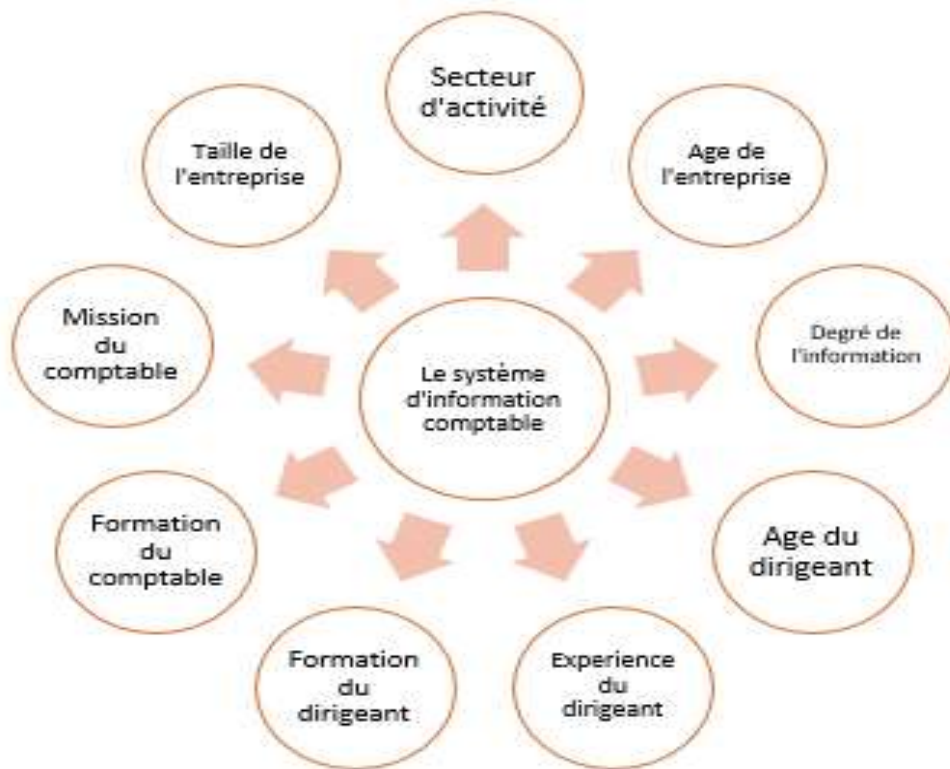 Secteur
d'activité
Age de
l'entreprise
Degré de
l'information
Age du
dirigeant
Experience
du
dirigeant
Formation
du
dirigeant
Formation
du
comptable
Mission
du
comptable
Taille de
l'entreprise
Le système
d'information
comptable